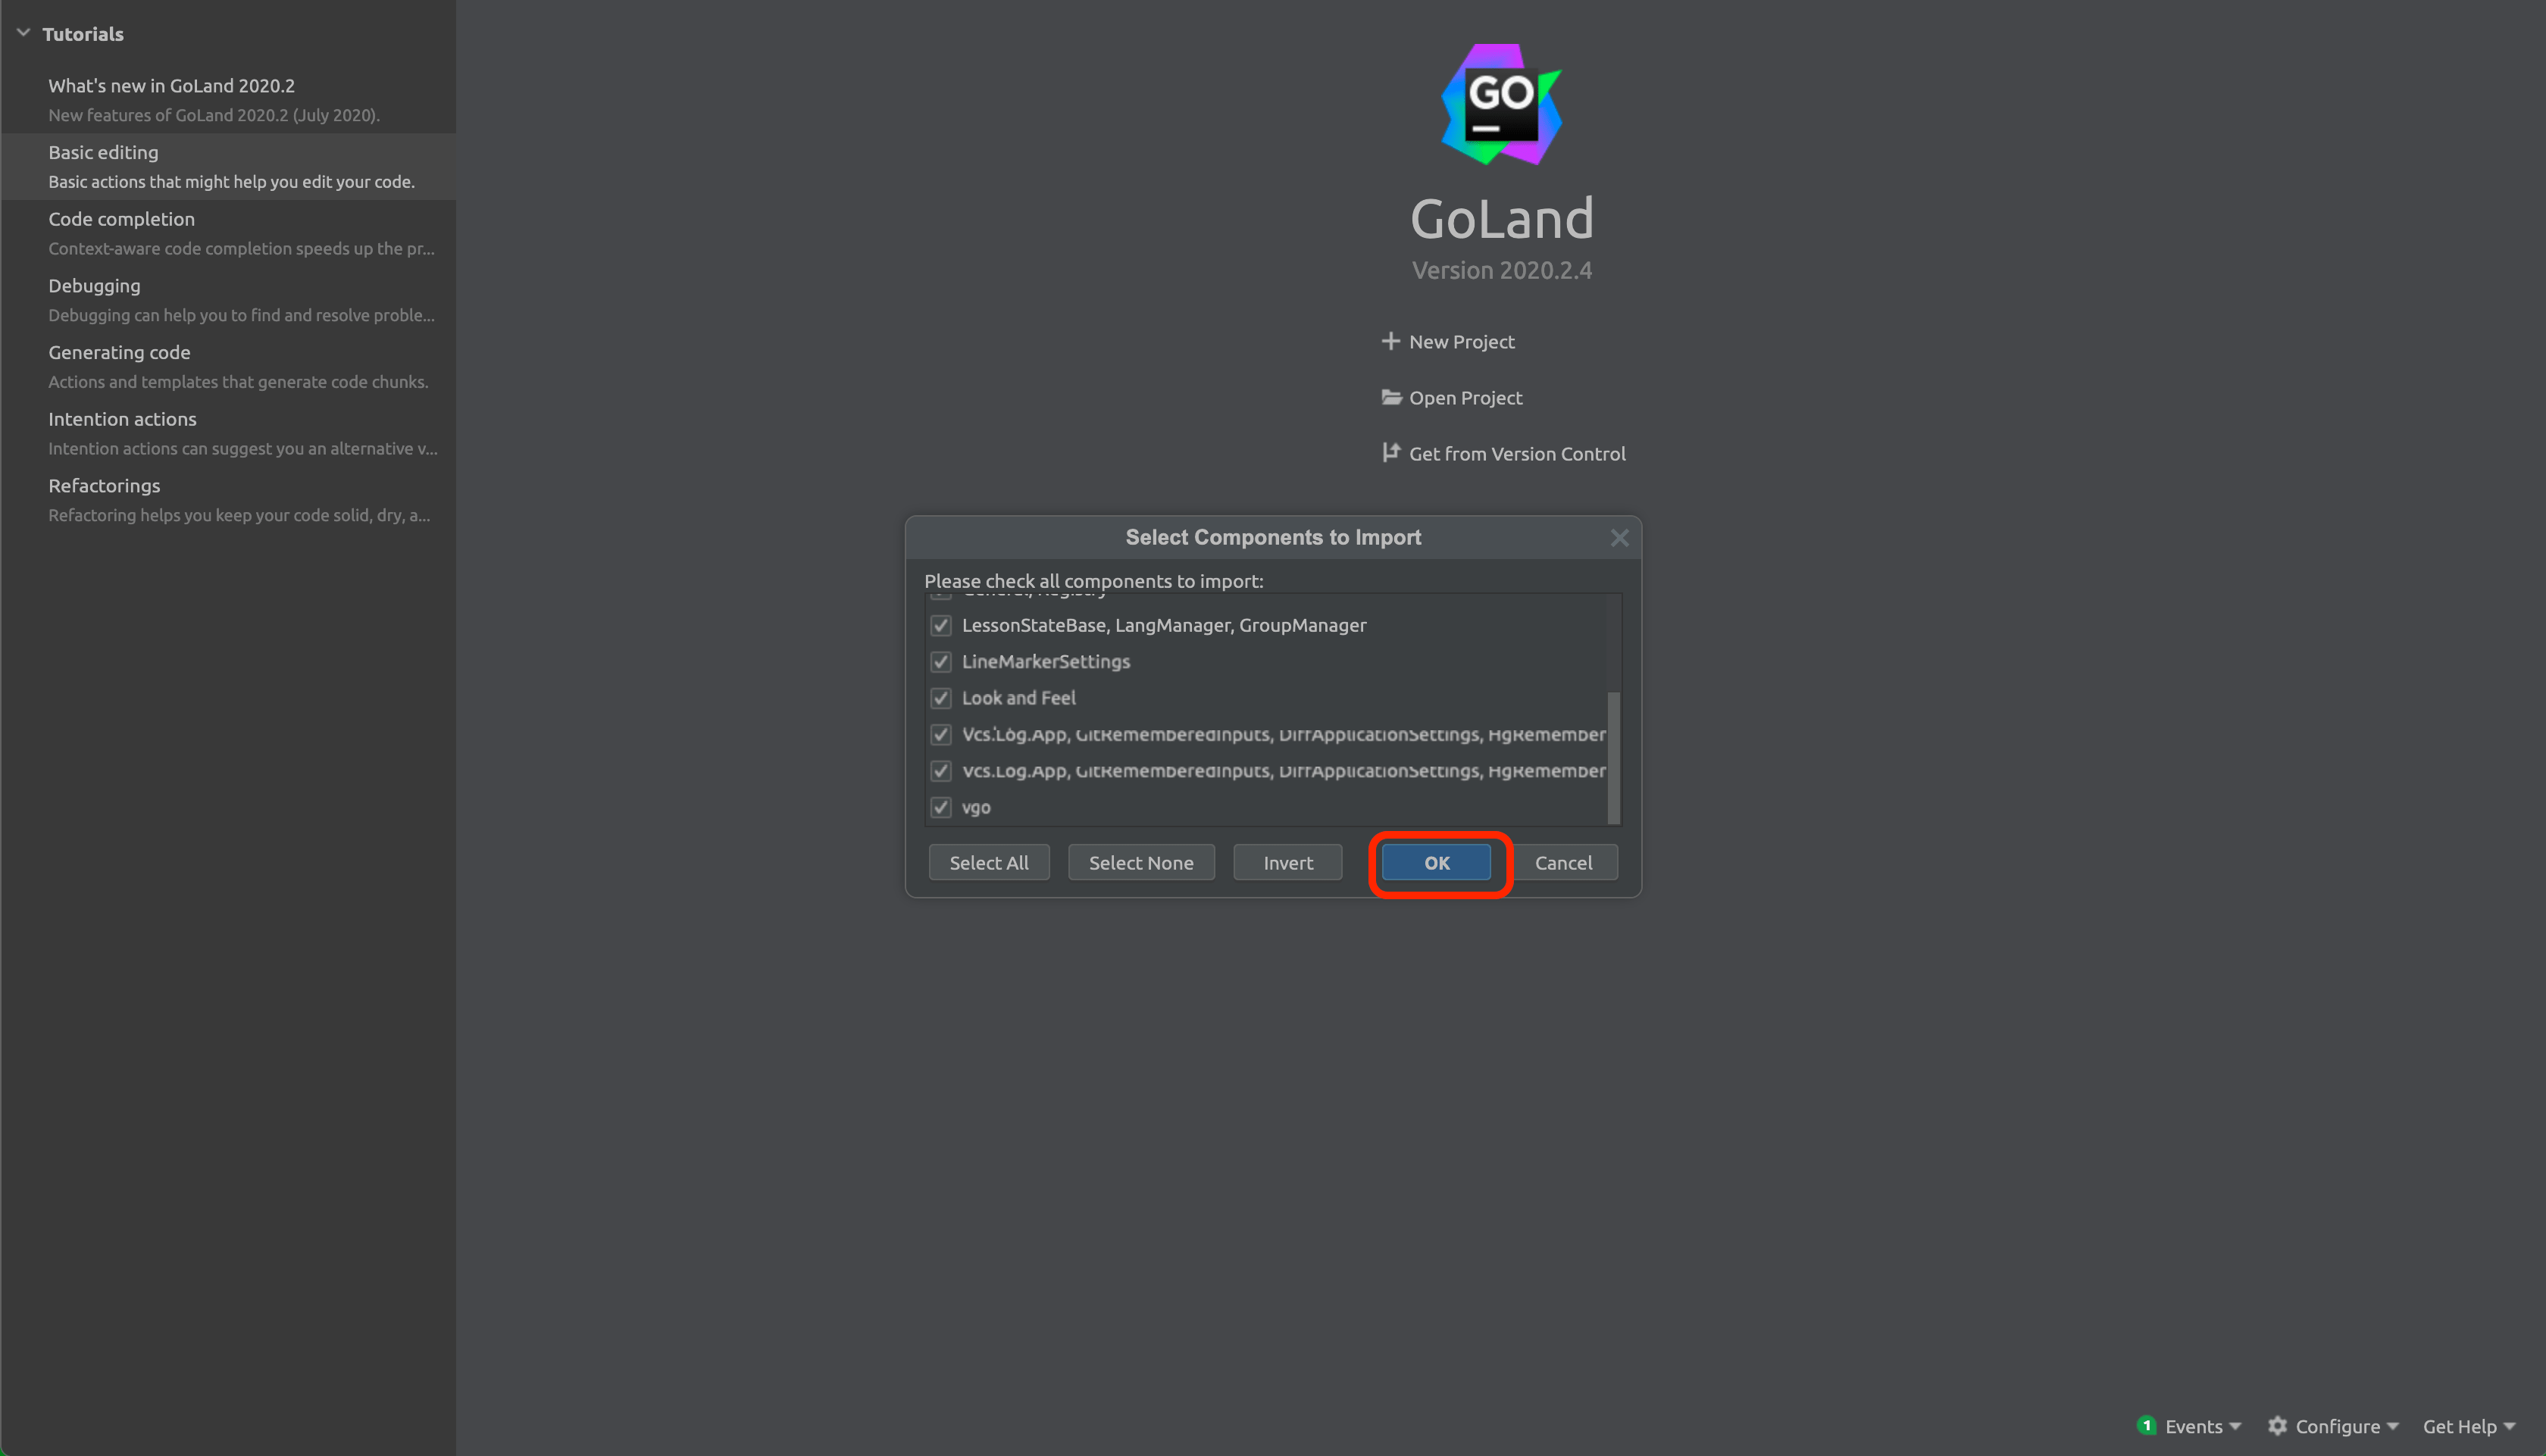 Tutorials
What's new in GoLand 2020.2
New features of GoLand 2020.2 (July 2020).
Basic editing
Basic actions that might help you edit your code.
Code completion
Context-aware code completion speeds up the pr...
Debugging
Debugging can help you to find and resolve proble...
Generating code
Actions and templates that generate code chunks.
Intention actions
Intention actions can suggest you an alternative v...
Refactorings
Refactoring helps you keep your code solid, dry, a...
GO
GoLand
Version 2020.2.4
New Project
Open Project
Get from Version Control
Select Components to Import
Please check all components to import:
General, Registry
LessonStateBase, LangManager, GroupManager
LineMarkerSettings
Look and Feel
Vcs.Log.App, GitRememberedInputs, DiffApplicationSettings, HgRemember
Vcs.Log.App, GitRememberedInputs, DiffApplicationSettings, HgRemember
vgo
Select All Select None Invert OK Cancel
1 Events Configure Get Help